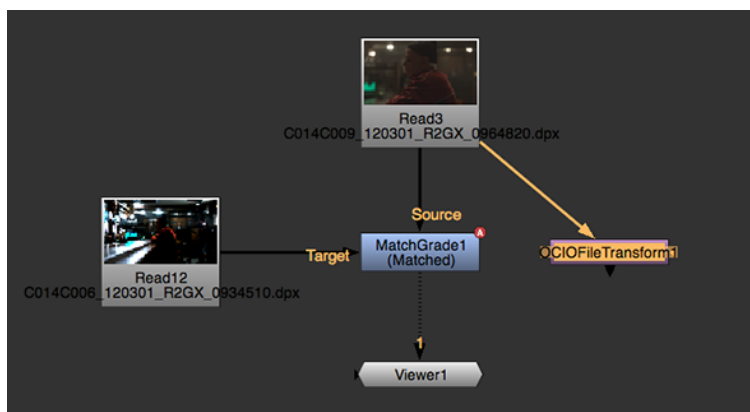 Read3
C014C009_120301_R2GX_0964820.dpx
Source
MatchGrade1
(Matched)
A
Target
OCIOFileTransform1
Read12
C014C006_120301_R2GX_0934510.dpx
1
Viewer1